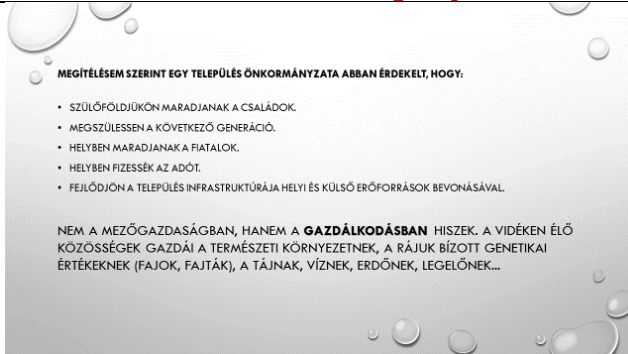 MEGÍTÉLÉSEM SZERINT EGY TELEPÜLÉS ÖNKORMÁNYZATA ABBAN ÉRDEKELT, HOGY:
• SZÜLŐFÖLDJÜKÖN MARADJANAK A CSALÁDOK.
• MEGSZÜLESSEN A KÖVETKEZŐ GENERÁCIÓ.
• HELYBEN MARADJANAK A FIATALOK.
• HELYBEN FIZESSÉK AZ ADÓT.
• FEJLŐDJÖN A TELEPÜLÉS INFRASTRUKTÚRÁJA HELYI ÉS KÜLSŐ ERŐFORRÁSOK BEVONÁSÁVAL.
NEM A MEZŐGAZDASÁGBAN, HANEM A GAZDÁLKODÁSBAN HISZEK. A VIDÉKEN ÉLŐ
KÖZÖSSÉGEK GAZDÁI A TERMÉSZETI KÖRNYEZETNEK, A RÁJUK BÍZOTT GENETIKAI
ÉRTÉKEKNEK (FAJOK, FAJTÁK), A TÁJNAK, VÍZNEK, ERDŐNEK, LEGELŐNEK...